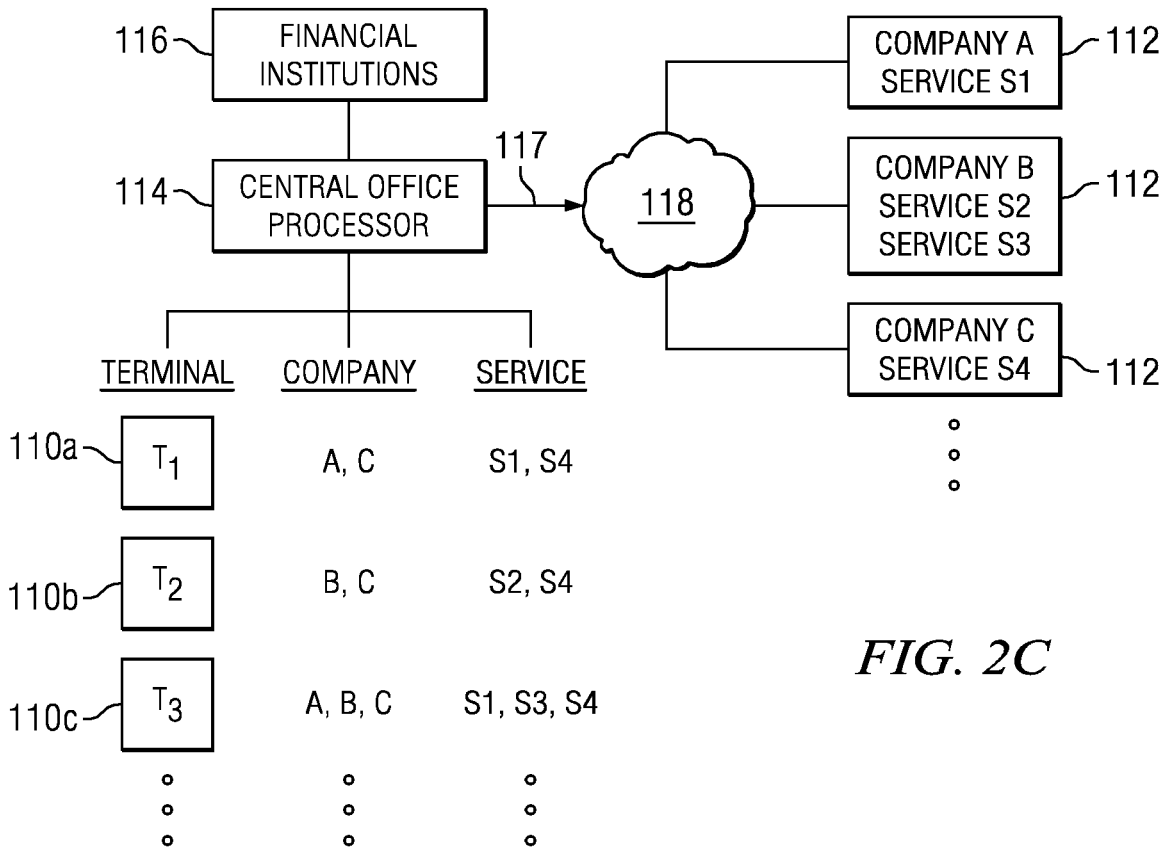 116
FINANCIAL
INSTITUTIONS
COMPANY A
SERVICE S1
112
114
CENTRAL OFFICE
PROCESSOR
117
118
COMPANY B
SERVICE S2
SERVICE S3
112
COMPANY C
SERVICE S4
112
TERMINAL COMPANY SERVICE
110a T1 A, C S1, S4
110b T2 B, C S2, S4
110c T3 A, B, C S1, S3, S4
FIG. 2C